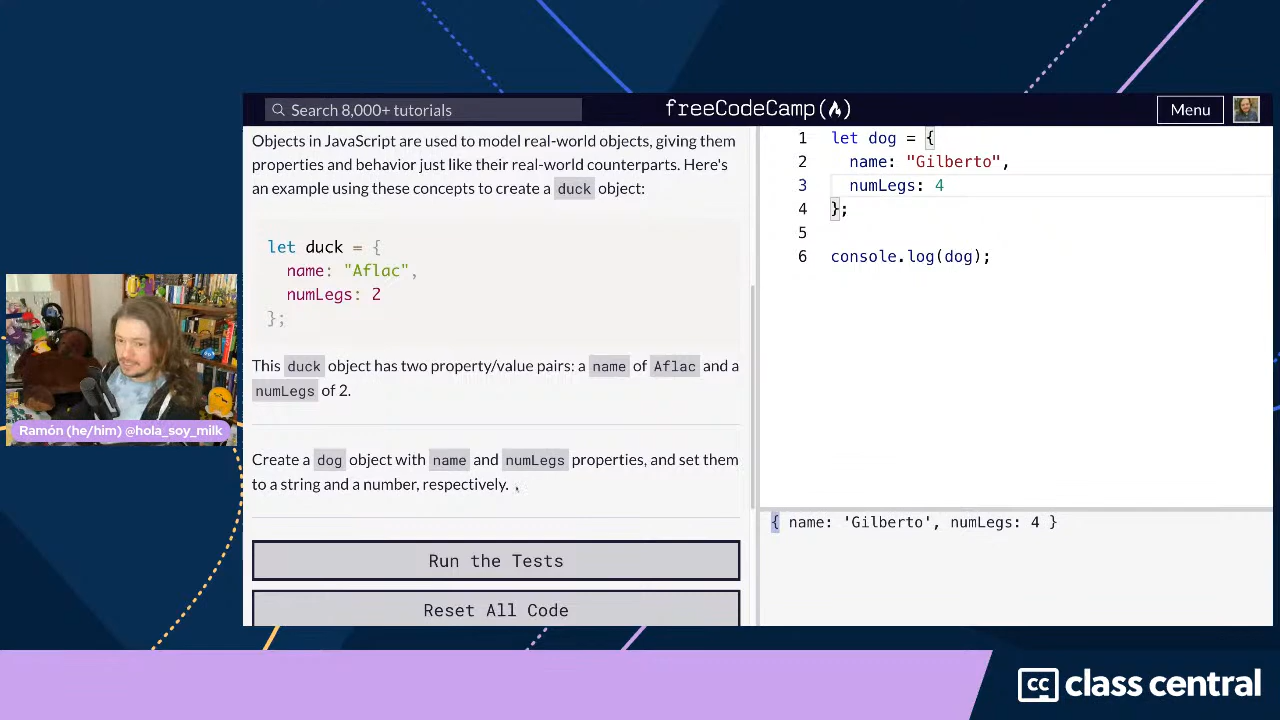 Search 8,000+ tutorials
freeCodeCamp
Menu
Objects in JavaScript are used to model real-world objects, giving them
properties and behavior just like their real-world counterparts. Here's
an example using these concepts to create a duck object:
let duck = {
name: "Aflac",
numLegs: 2
};
This duck object has two property/value pairs: a name of Aflac and a
numLegs of 2.
Create a dog object with name and numLegs properties, and set them
to a string and a number, respectively.
Run the Tests
Reset All Code
1 let dog = {
2 name: "Gilberto",
3 numLegs: 4
4 };
5
6 console.log(dog);
{ name: 'Gilberto', numLegs: 4 }
Ramón (he/him) @hola_soy_milk
cc class central